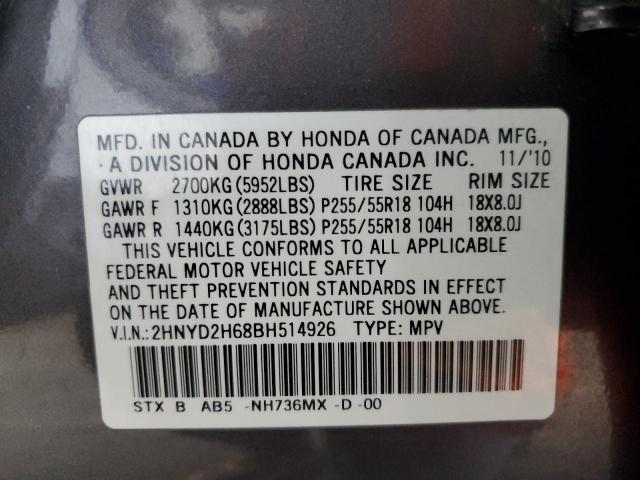 MFD. IN CANADA BY HONDA OF CANADA MFG.,
A DIVISION OF HONDA CANADA INC. 11/'10
GVWR 2700KG(5952LBS) TIRE SIZE RIM SIZE
GAWR F 1310KG(2888LBS) P255/55R18 104H 18X8.0J
GAWR R 1440KG(3175LBS) P255/55R18 104H 18X8.0J
THIS VEHICLE CONFORMS TO ALL APPLICABLE
FEDERAL MOTOR VEHICLE SAFETY
AND THEFT PREVENTION STANDARDS IN EFFECT
ON THE DATE OF MANUFACTURE SHOWN ABOVE.
V.I.N.:2HNYD2H68BH514926 TYPE: MPV
STX B AB5 -NH736MX -D -00